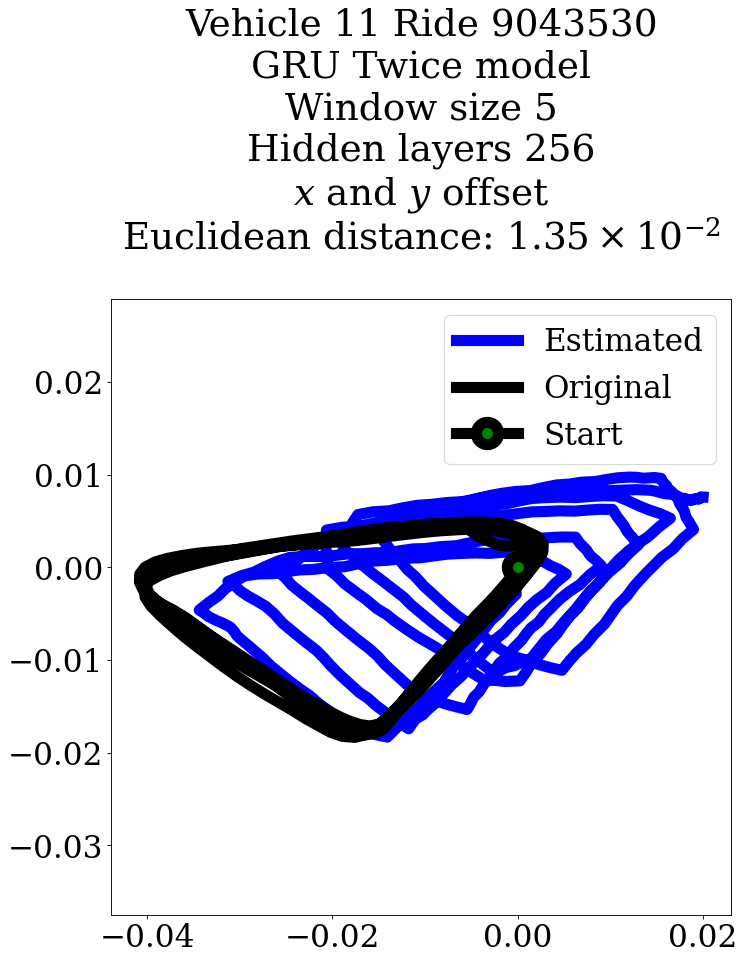 Vehicle 11 Ride 9043530
GRU Twice model
Window size 5
Hidden layers 256
x and y offset
Euclidean distance: 1.35 × 10⁻²
Estimated
Original
Start
0.02
0.01
0.00
−0.01
−0.02
−0.03
−0.04
−0.02
0.00
0.02